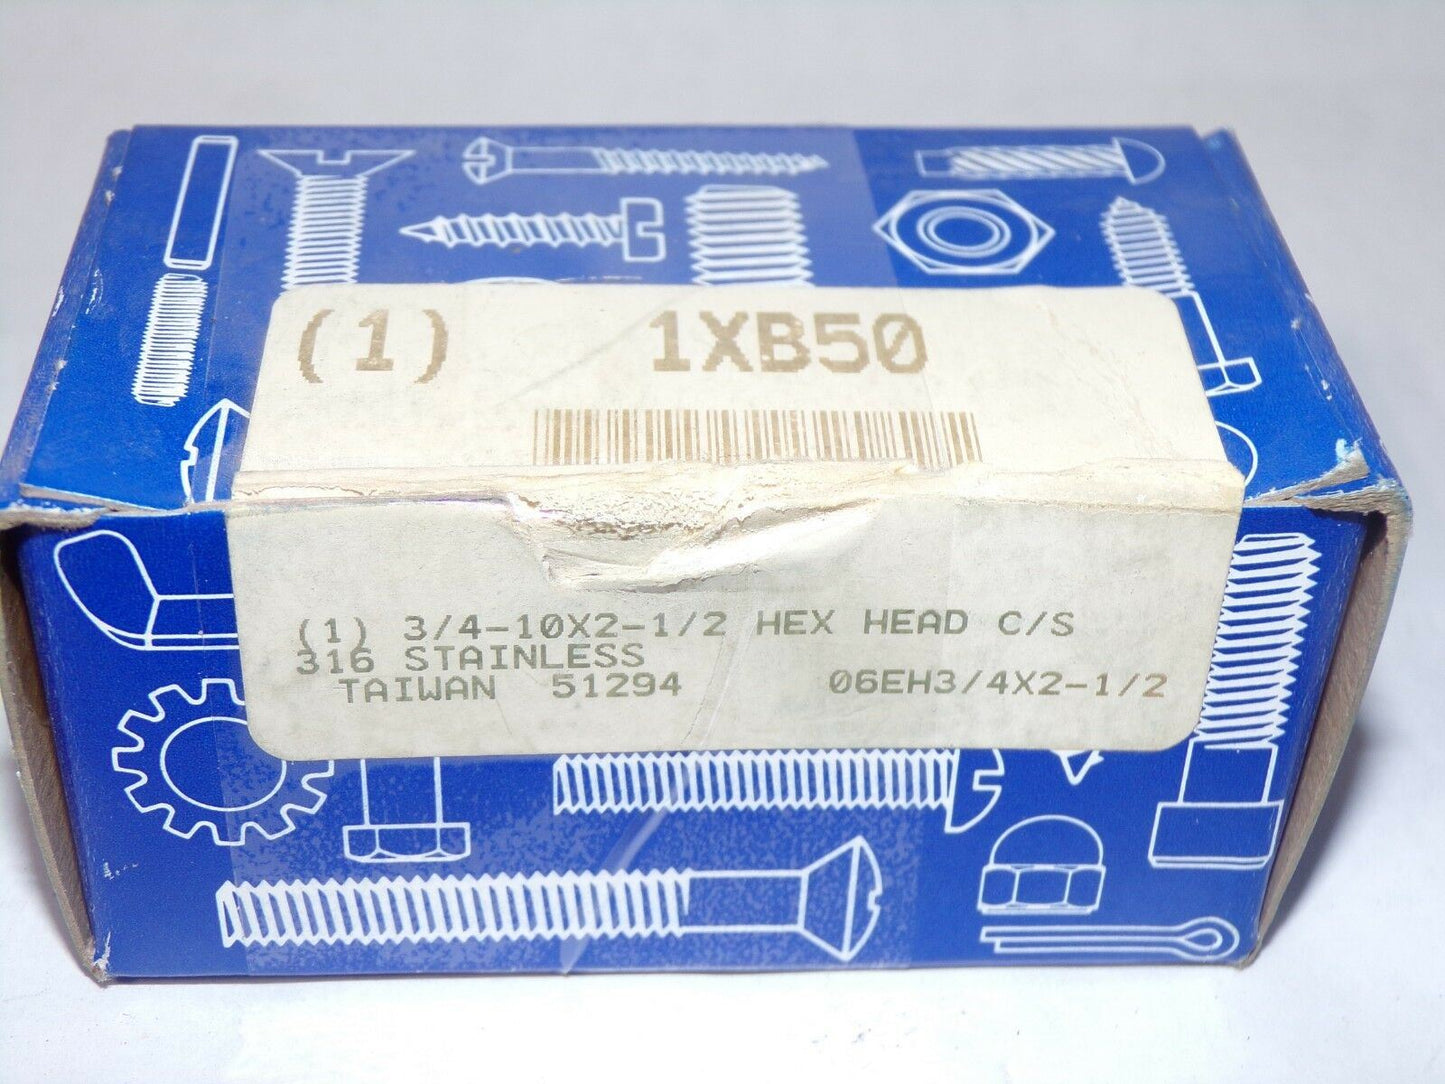 (1) 1XB50
(1) 3/4-10X2-1/2 HEX HEAD C/S
316 STAINLESS
TAIWAN 51294 06EH3/4X2-1/2